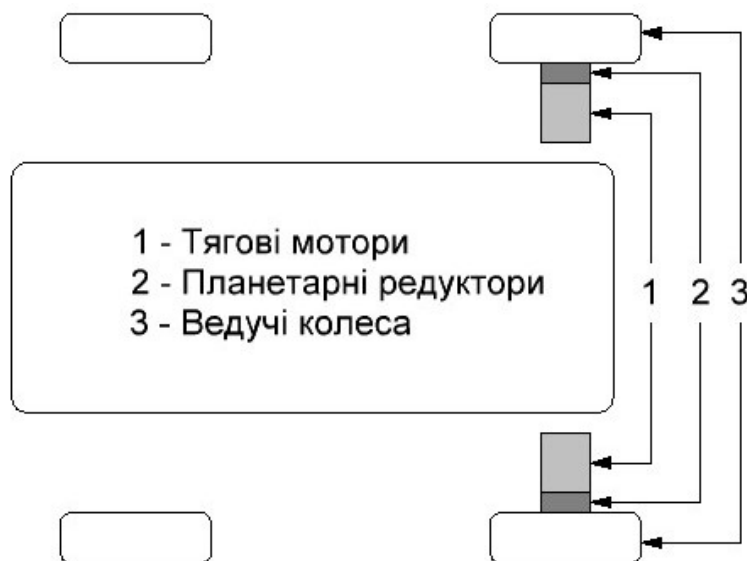 1 - Тягові мотори
2 - Планетарні редуктори
3 - Ведучі колеса
1 2 3